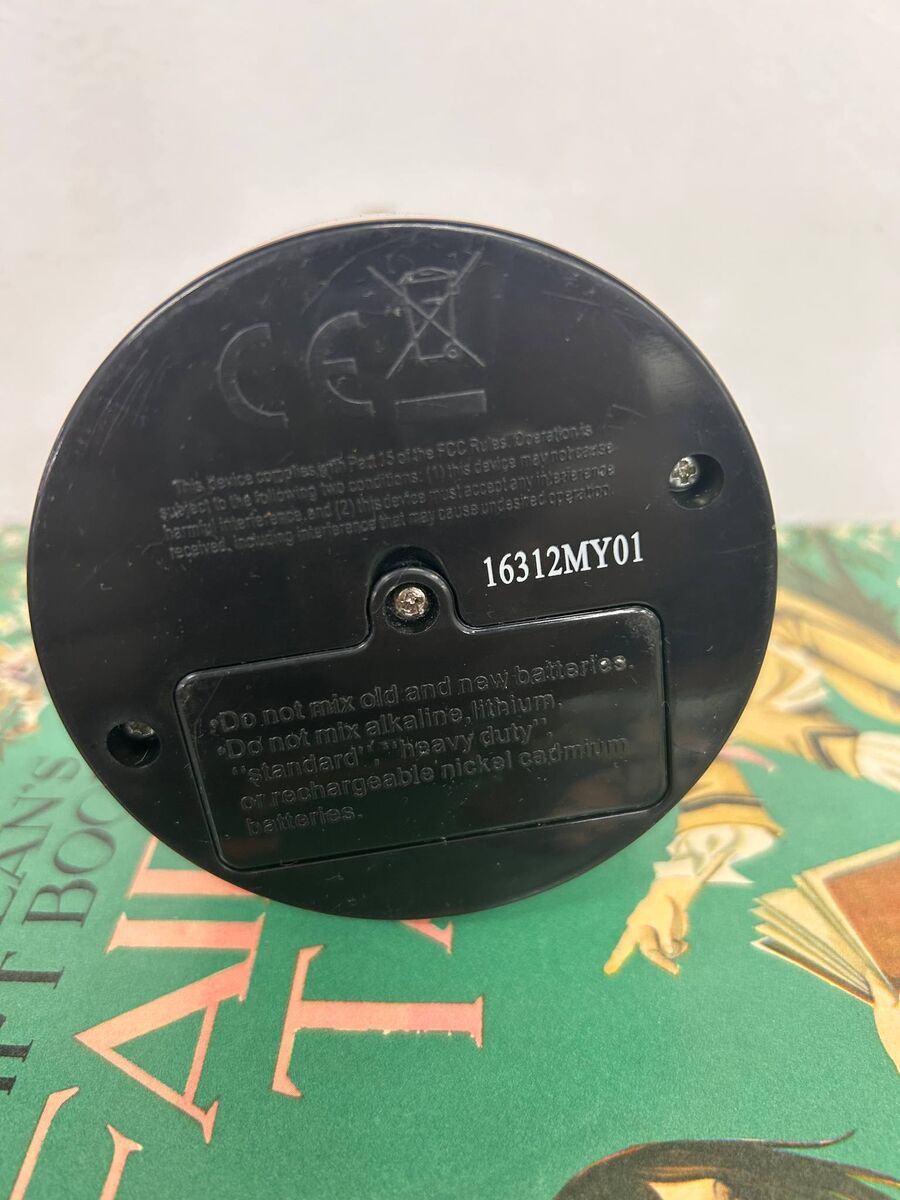 CE
This device complies with Part 15 of the FCC Rules. Operation is
subject to the following two conditions: (1) this device may not cause
harmful interference, and (2) this device must accept any interference
received, including interference that may cause undesired operation.
16312MY01
•Do not mix old and new batteries.
•Do not mix alkaline, lithium,
"standard", "heavy duty",
or rechargeable nickel cadmium
batteries.